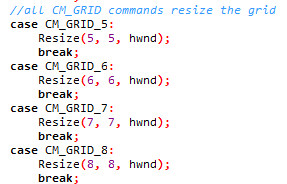 //all CM_GRID commands resize the grid
case CM_GRID_5:
    Resize(5, 5, hwnd);
    break;
case CM_GRID_6:
    Resize(6, 6, hwnd);
    break;
case CM_GRID_7:
    Resize(7, 7, hwnd);
    break;
case CM_GRID_8:
    Resize(8, 8, hwnd);
    break;